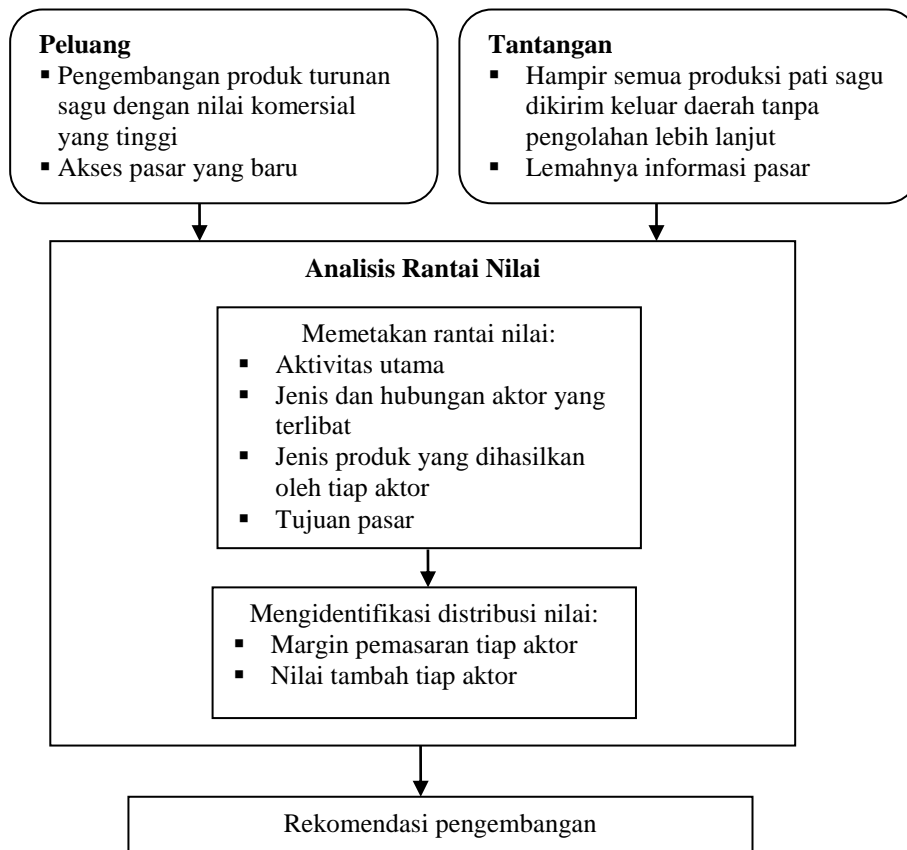 Peluang
▪ Pengembangan produk turunan
sagu dengan nilai komersial
yang tinggi
▪ Akses pasar yang baru
Tantangan
▪ Hampir semua produksi pati sagu
dikirim keluar daerah tanpa
pengolahan lebih lanjut
▪ Lemahnya informasi pasar
Analisis Rantai Nilai
Memetakan rantai nilai:
▪ Aktivitas utama
▪ Jenis dan hubungan aktor yang
terlibat
▪ Jenis produk yang dihasilkan
oleh tiap aktor
▪ Tujuan pasar
Mengidentifikasi distribusi nilai:
▪ Margin pemasaran tiap aktor
▪ Nilai tambah tiap aktor
Rekomendasi pengembangan